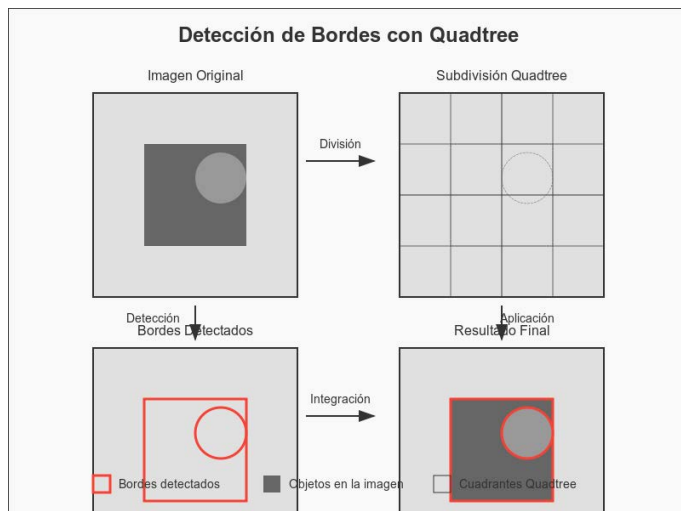 Detección de Bordes con Quadtree
Imagen Original
Subdivisión Quadtree
División
Detección
Aplicación
Bordes Detectados
Resultado Final
Integración
Bordes detectados
Objetos en la imagen
Cuadrantes Quadtree